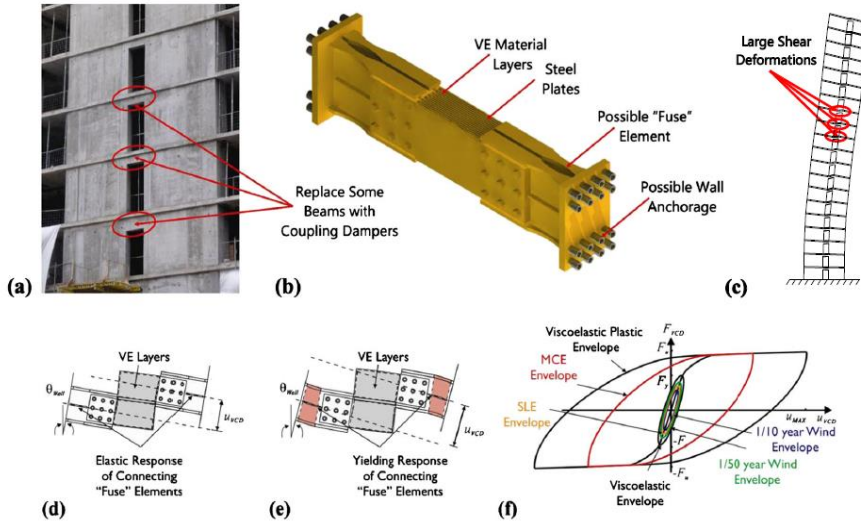 Replace Some
Beams with
Coupling Dampers
(a)
VE Material
Layers
Steel
Plates
Possible "Fuse"
Element
Possible Wall
Anchorage
(b)
Large Shear
Deformations
(c)
VE Layers
θWall
uVCD
Elastic Response
of Connecting
"Fuse" Elements
(d)
VE Layers
θWall
uVCD
Yielding Response
of Connecting
"Fuse" Elements
(e)
Viscoelastic Plastic
Envelope
MCE
Envelope
SLE
Envelope
FVCD
Fy
-F
uMAX
uVCD
1/10 year Wind
Envelope
1/50 year Wind
Envelope
Viscoelastic
Envelope
(f)